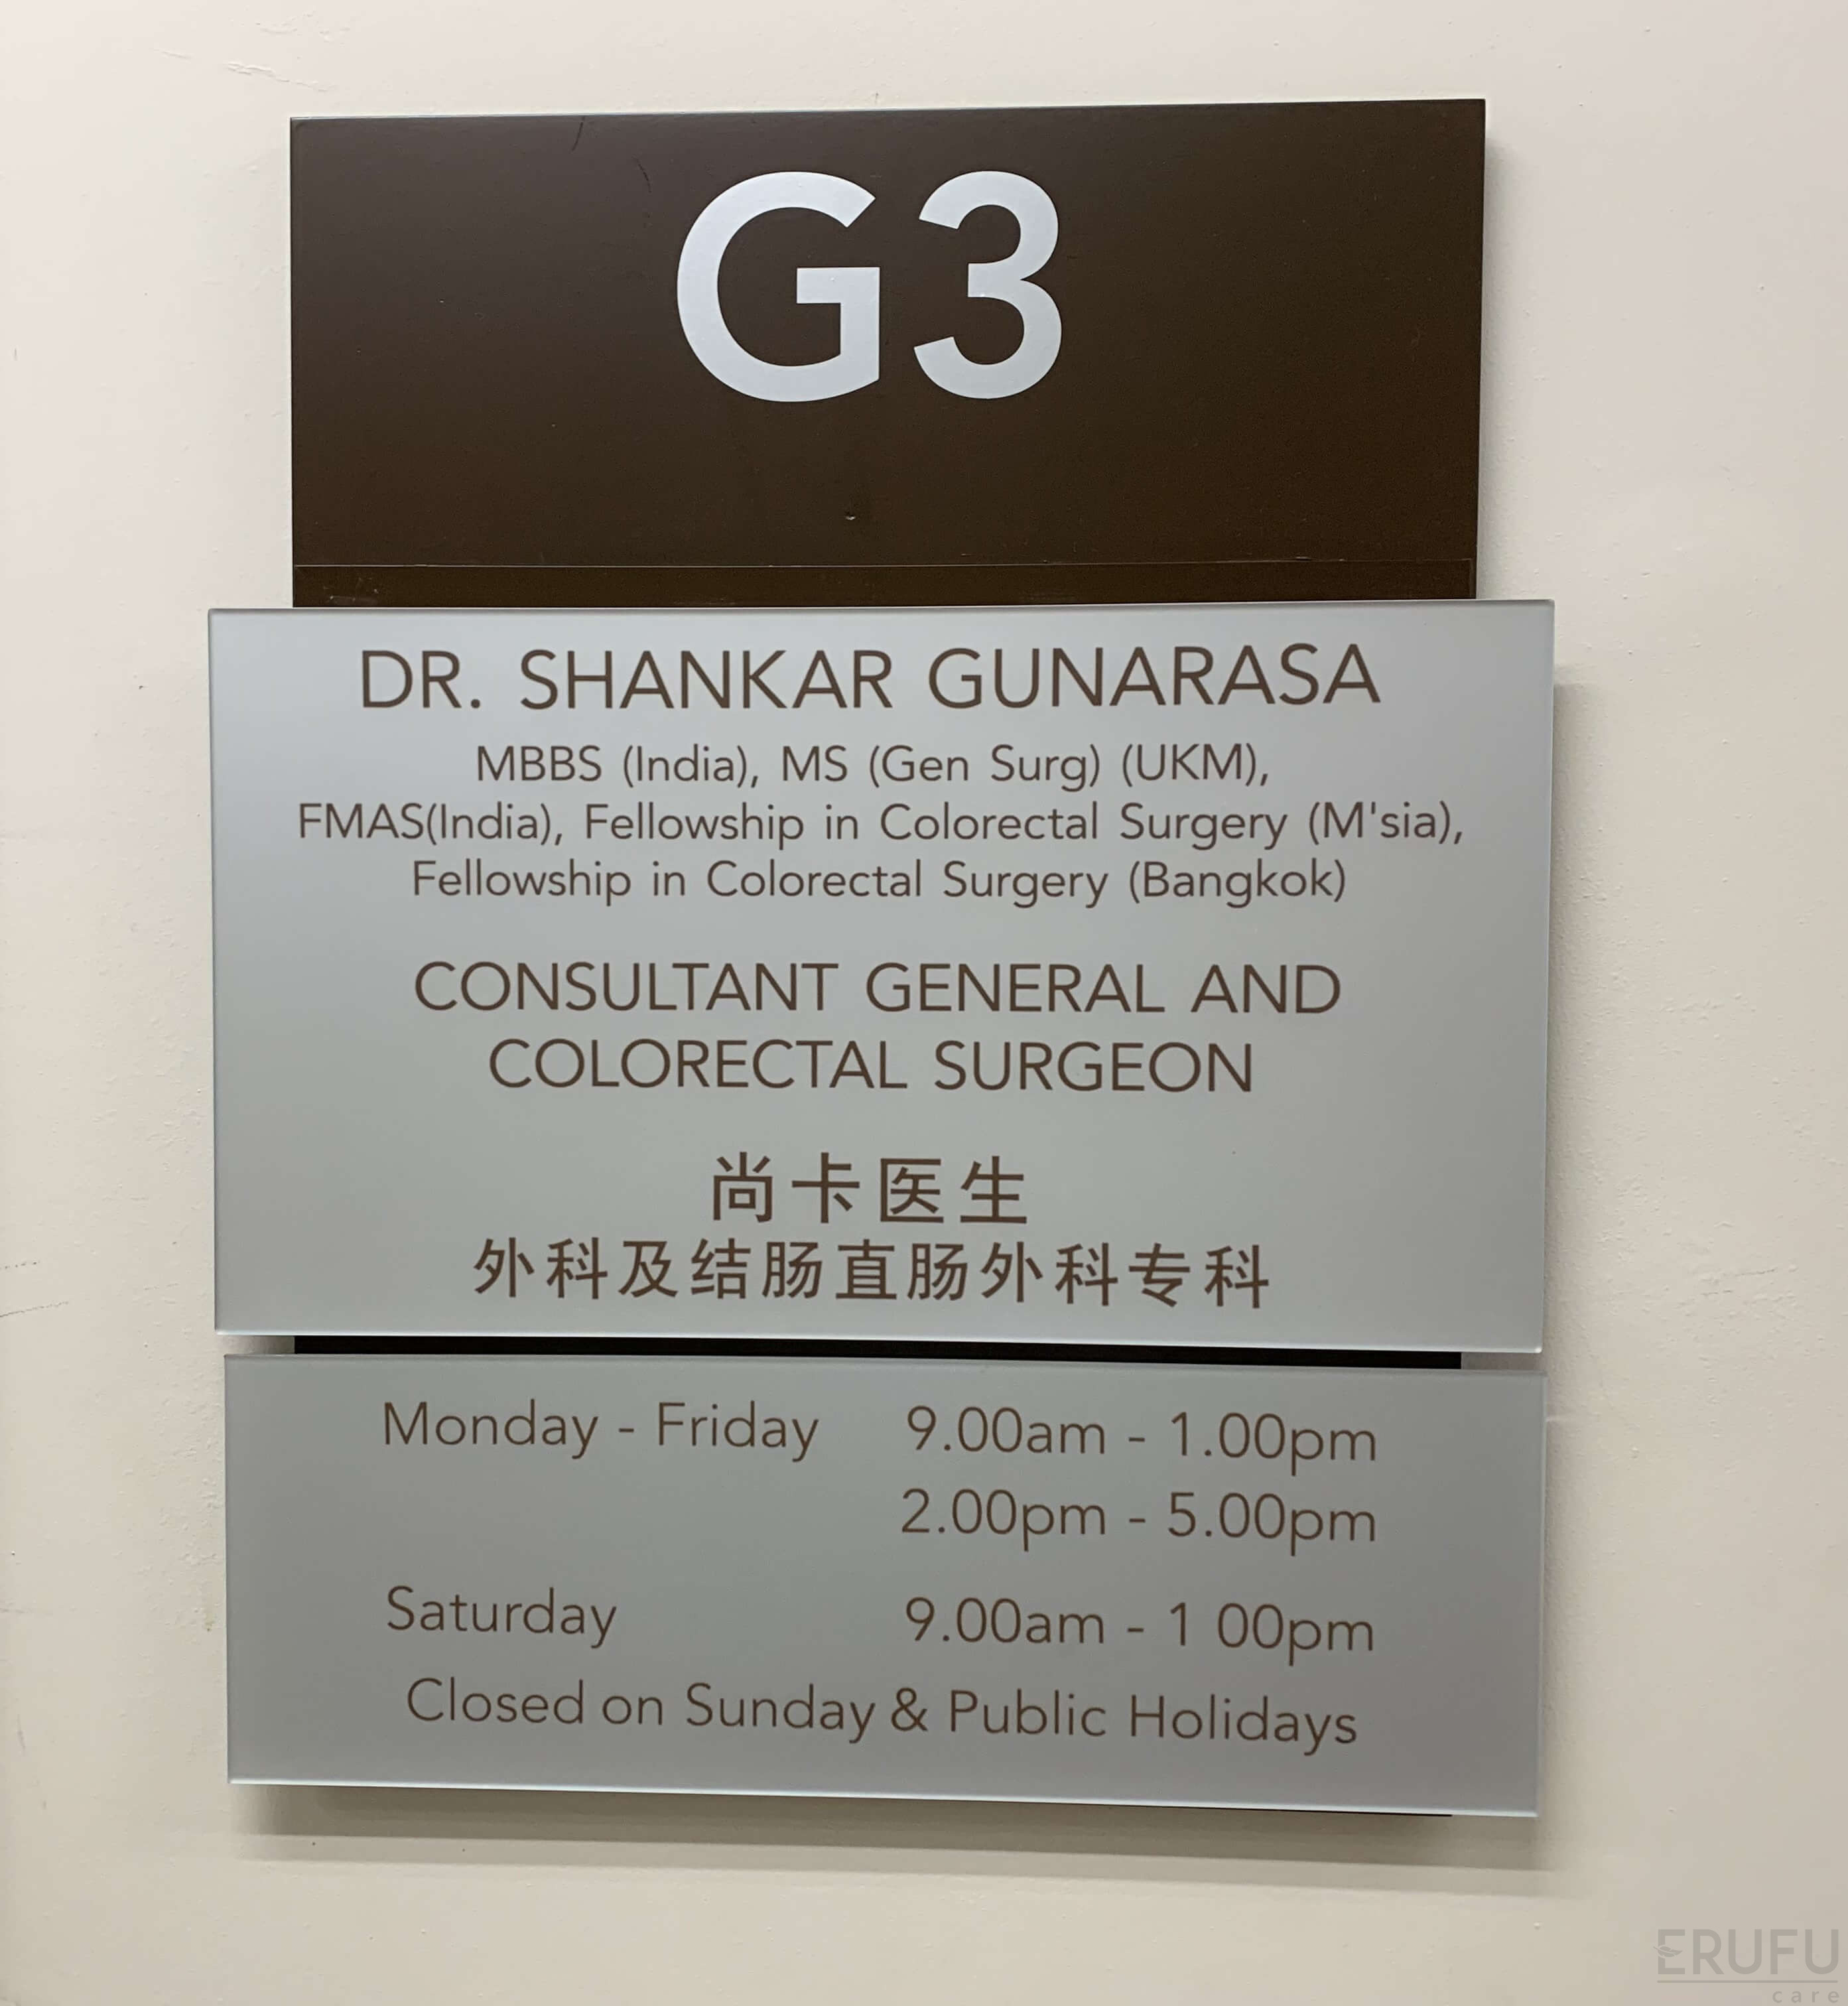 G3
DR. SHANKAR GUNARASA
MBBS (India), MS (Gen Surg) (UKM),
FMAS(India), Fellowship in Colorectal Surgery (M'sia),
Fellowship in Colorectal Surgery (Bangkok)
CONSULTANT GENERAL AND
COLORECTAL SURGEON
尚卡医生
外科及结肠直肠外科专科
Monday - Friday 9.00am - 1.00pm
2.00pm - 5.00pm
Saturday 9.00am - 1 00pm
Closed on Sunday & Public Holidays
ERUFU
care